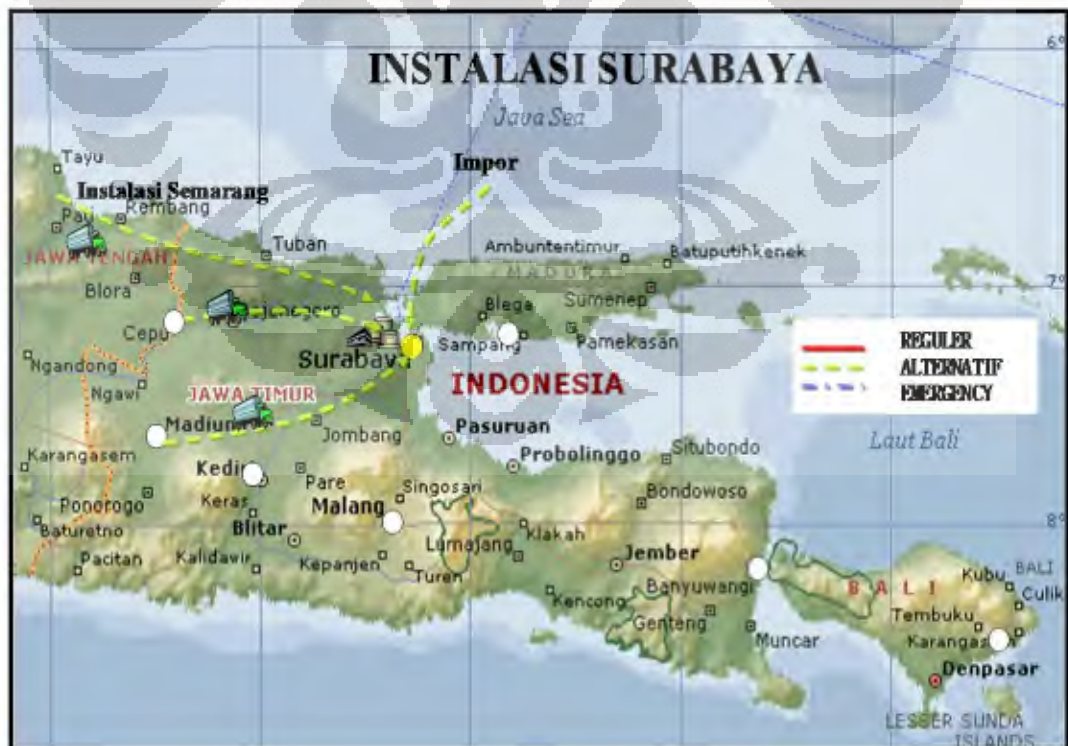 INSTALASI SURABAYA
6°
Java Sea
Tayu
Impor
Instalasi Semarang
Rembang
Tuban
Ambuntentimur
Batuputihkenek
JAWA TENGAH
MADURA
7°
Blora
Sumenep
Blega
Cepu
Surabaya
Sampang
Pamekasan
REGULER
ALTERNATIF
EMERGENCY
Ngandong
Ngawi
JAWA TIMUR
INDONESIA
Madiun
Jombang
Pasuruan
Laut Bali
Karangasem
Probolinggo
Situbondo
Kediri
Pare
Ponorogo
Keras
Malang
Singosari
Bondowoso
Baturetno
Blitar
8°
Klakah
Lumajang
Jember
Pacitan
Kalidawir
Kepanjen
Turen
Banyuwangi
BALI
Kubu
BALI
Culik
Kencong
Genteng
Muncar
Tembuku
Denpasar
LESSER SUNDA
ISLANDS